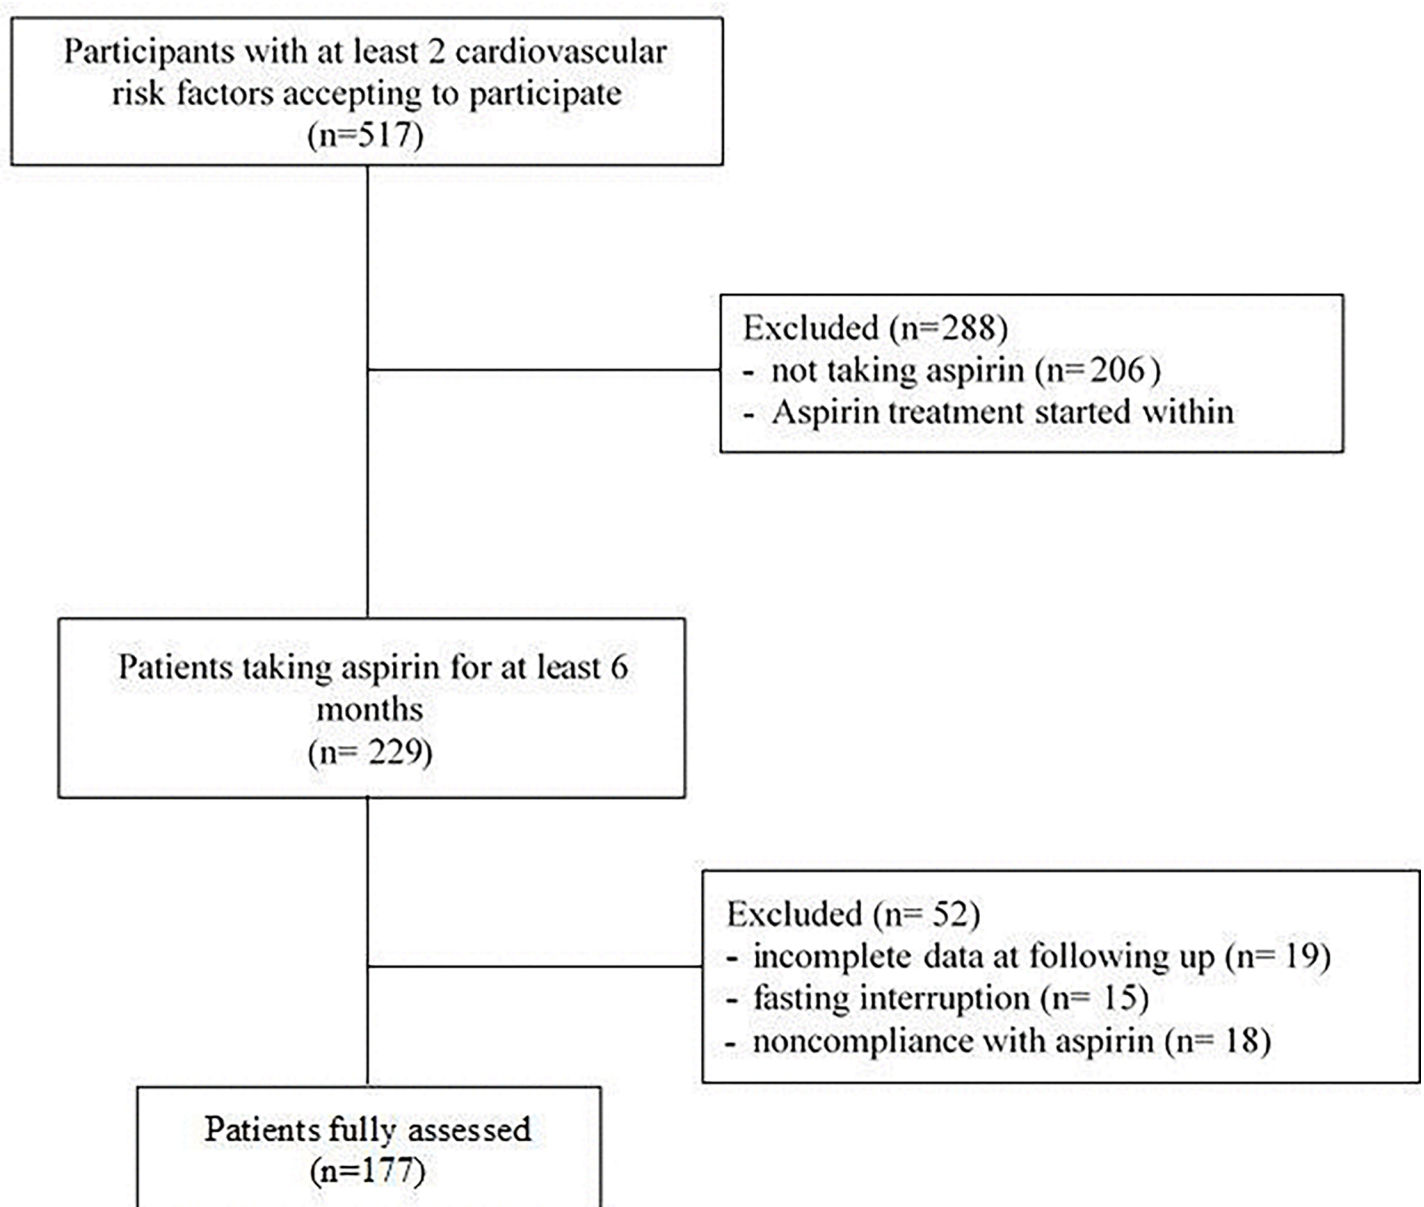 Participants with at least 2 cardiovascular
risk factors accepting to participate
(n=517)
Excluded (n=288)
- not taking aspirin (n=206)
- Aspirin treatment started within
Patients taking aspirin for at least 6
months
(n= 229)
Excluded (n= 52)
- incomplete data at following up (n= 19)
- fasting interruption (n= 15)
- noncompliance with aspirin (n= 18)
Patients fully assessed
(n=177)